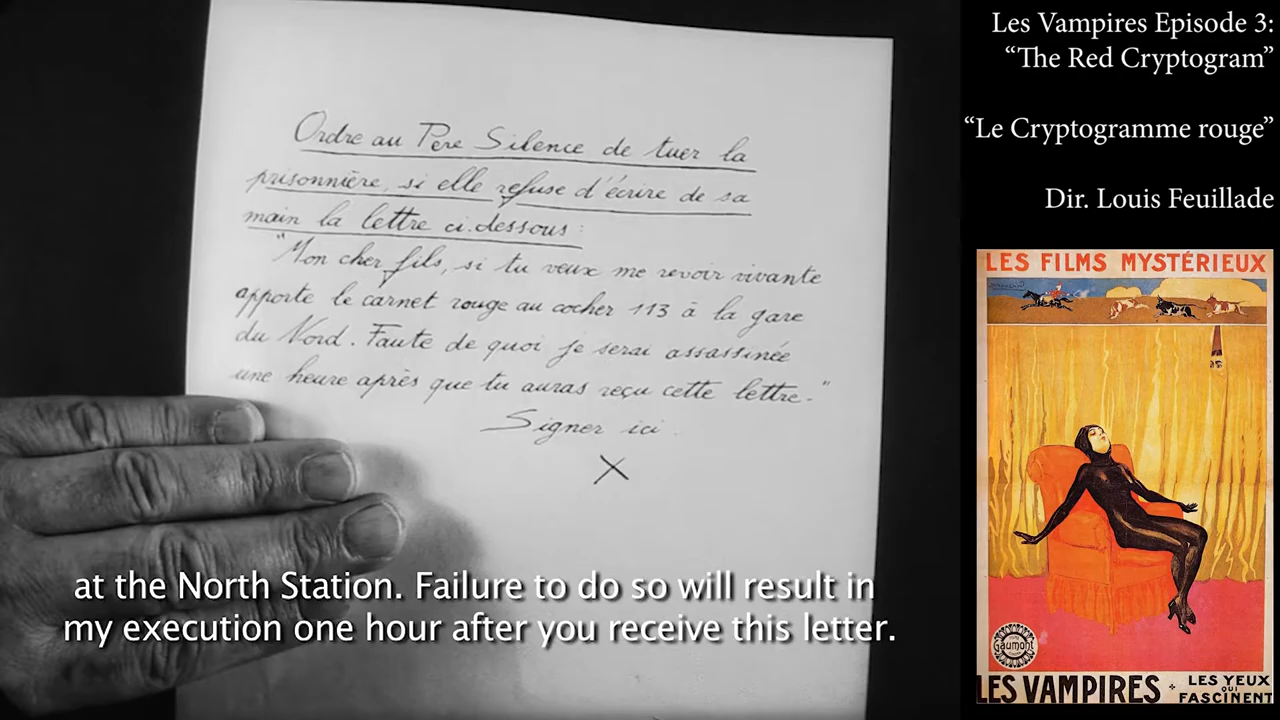 Ordre au Père Silence de tuer la
prisonnière, si elle refuse d'écrire de sa
main la lettre ci-dessous :
"Mon cher fils, si tu veux me revoir vivante
apporte le carnet rouge au cocher 113 à la gare
du Nord. Faute de quoi je serai assassinée
une heure après que tu auras reçu cette lettre."
Signer ici
X
at the North Station. Failure to do so will result in
my execution one hour after you receive this letter.
Les Vampires Episode 3:
“The Red Cryptogram”
“Le Cryptogramme rouge”
Dir. Louis Feuillade
LES FILMS MYSTÉRIEUX
Gaumont
LES VAMPIRES + LES YEUX
QUI
FASCINENT